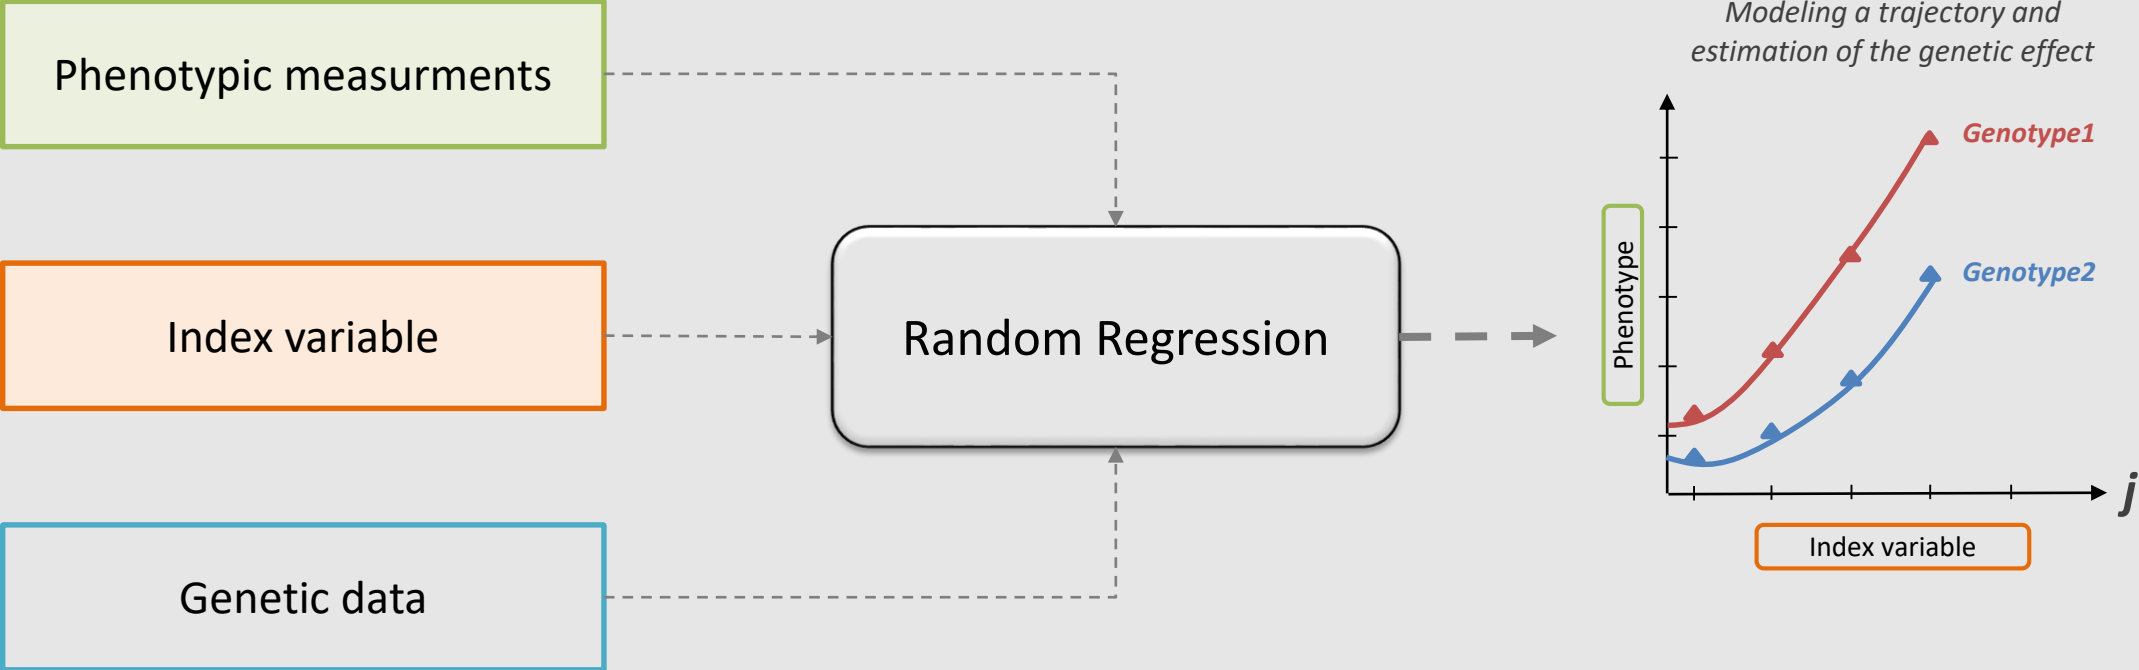 Phenotypic measurments
Index variable
Genetic data
Random Regression
Modeling a trajectory and
estimation of the genetic effect
Genotype1
Genotype2
Phenotype
j
Index variable